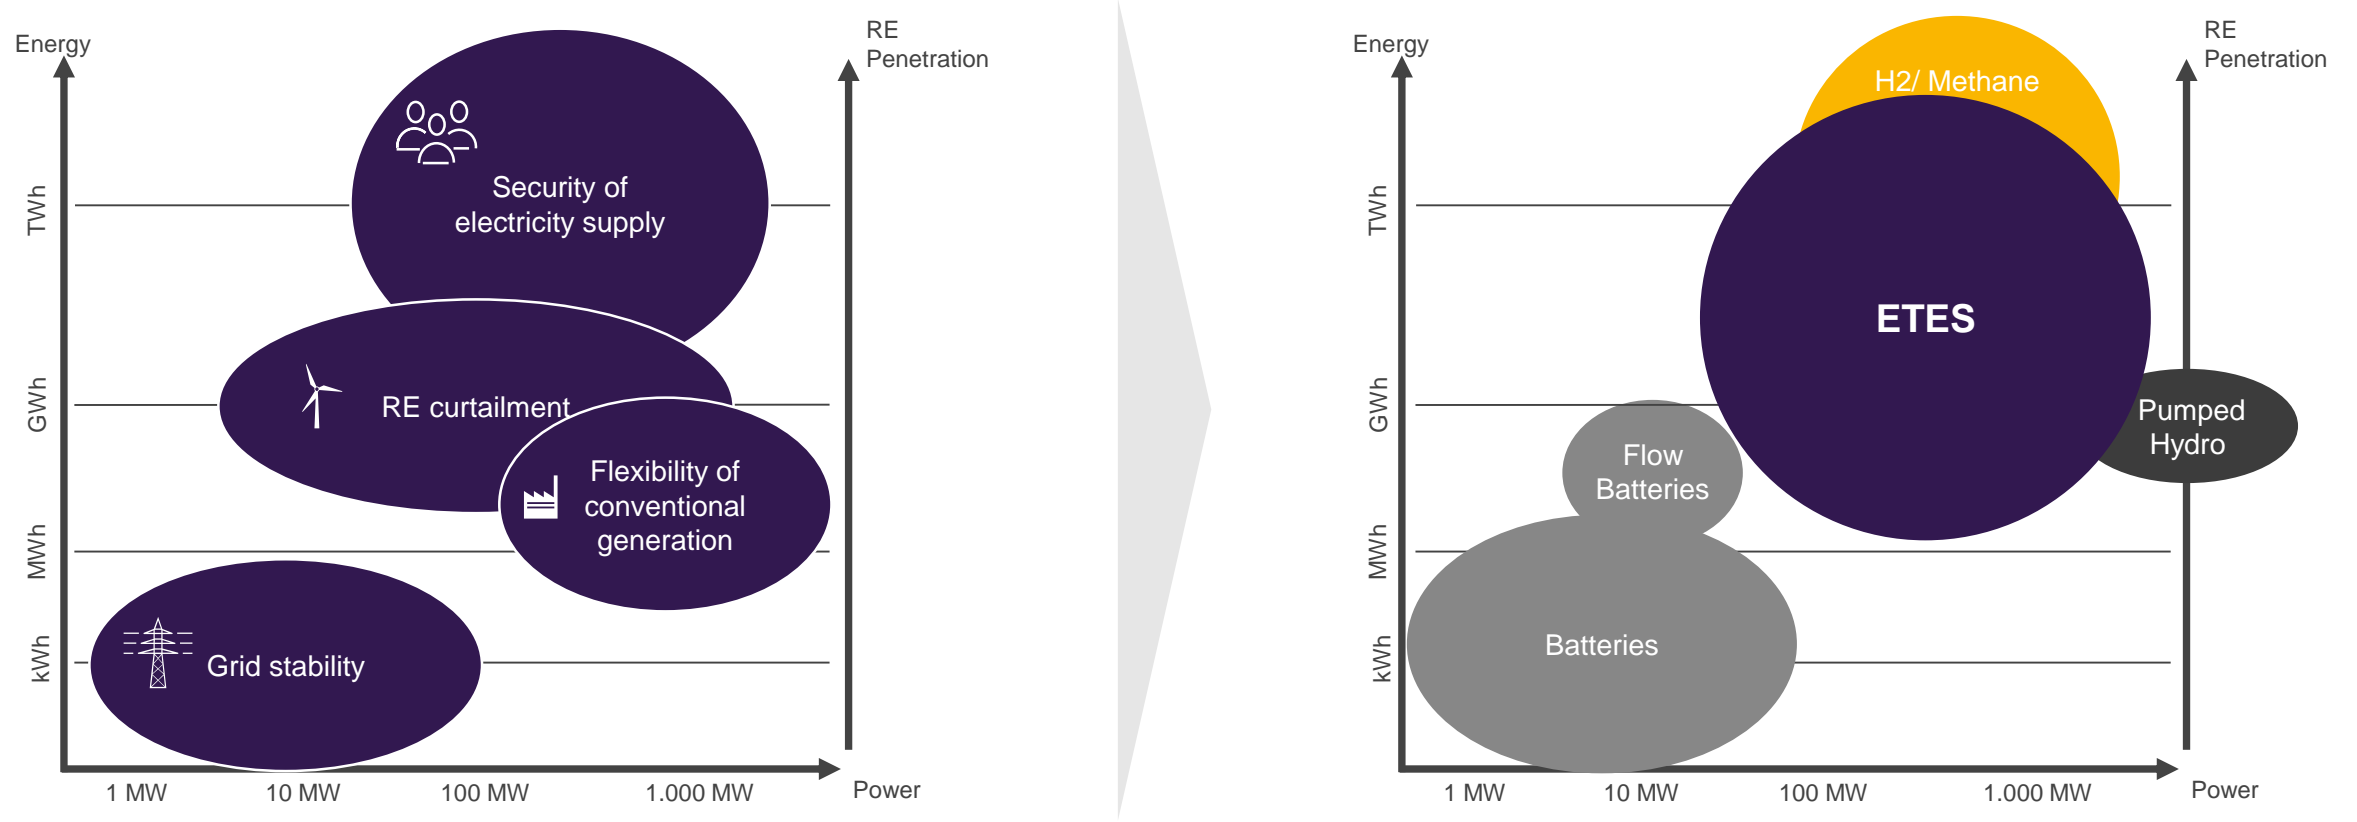 Energy
RE
Penetration
TWh
GWh
MWh
kWh
Security of
electricity supply
RE curtailment
Flexibility of
conventional
generation
Grid stability
1 MW
10 MW
100 MW
1.000 MW
Power
Energy
RE
Penetration
TWh
GWh
MWh
kWh
H2/ Methane
ETES
Pumped
Hydro
Flow
Batteries
Batteries
1 MW
10 MW
100 MW
1.000 MW
Power